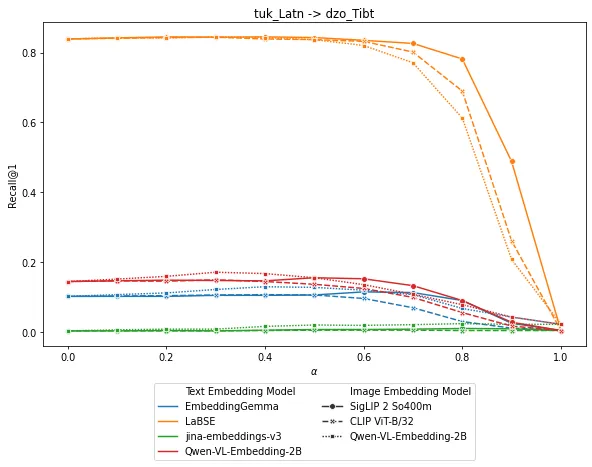 tuk_Latn -> dzo_Tibt
Recall@1
0.8
0.6
0.4
0.2
0.0
0.0 0.2 0.4 0.6 0.8 1.0
α
Text Embedding Model Image Embedding Model
EmbeddingGemma SigLIP 2 So400m
LaBSE CLIP ViT-B/32
jina-embeddings-v3 Qwen-VL-Embedding-2B
Qwen-VL-Embedding-2B